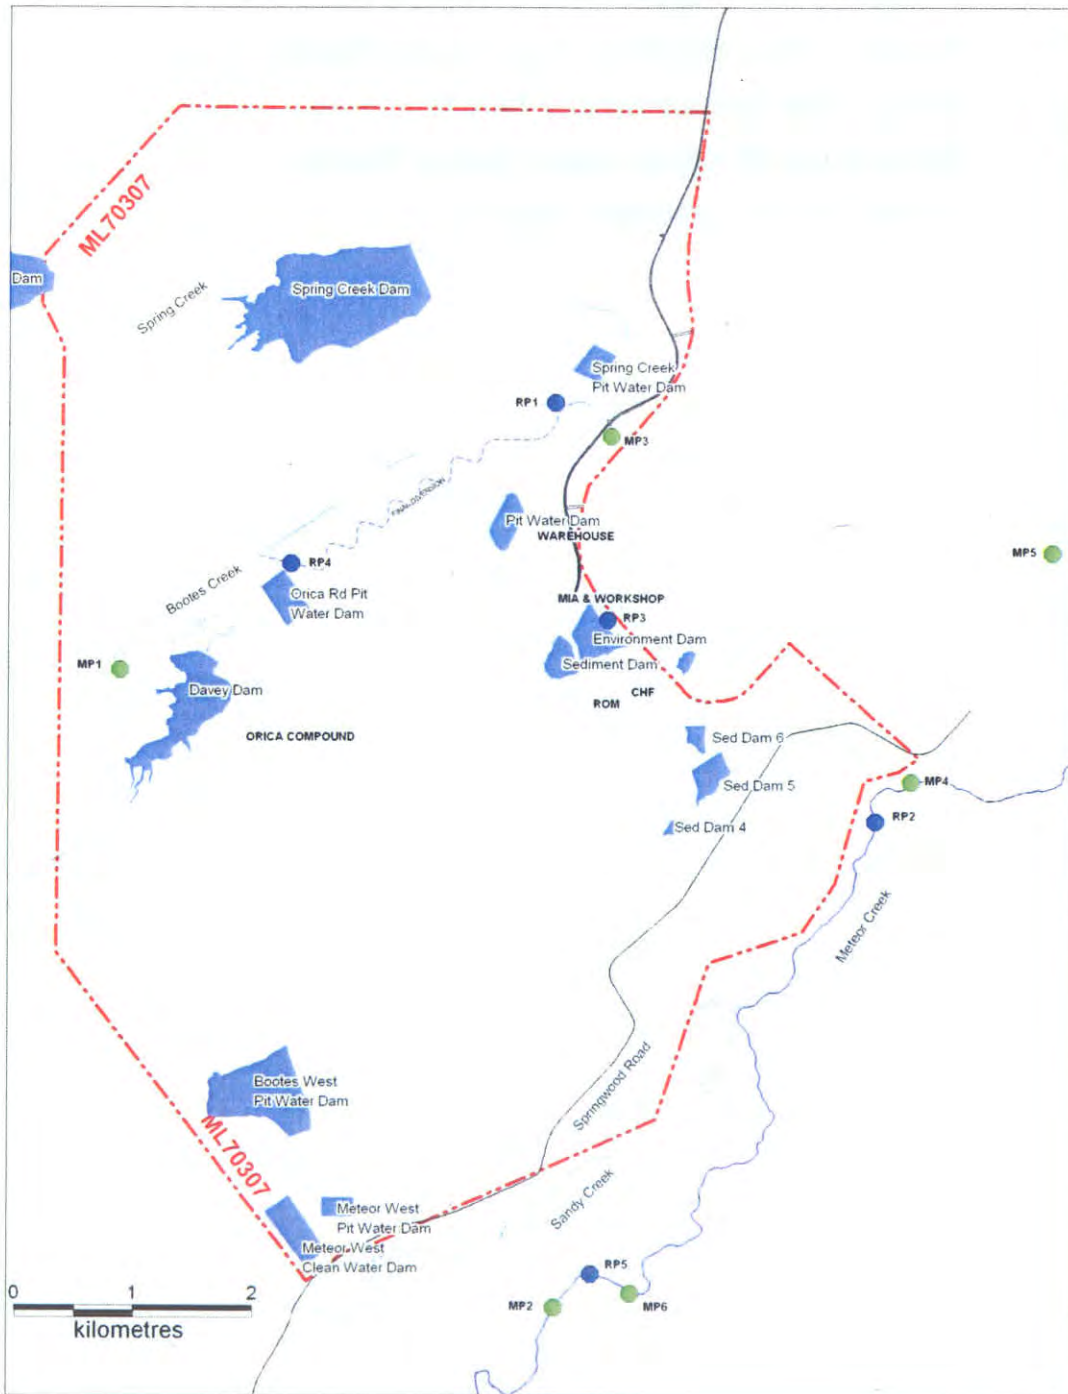 ML70307
Dam
Spring Creek
Spring Creek Dam
Spring Creek
Pit Water Dam
RP1
MP3
Pit Water Dam
WAREHOUSE
MP5
RP4
Bootes Creek
Orica Rd Pit
Water Dam
MIA & WORKSHOP
RP3
Environment Dam
Sediment Dam
MP1
Davey Dam
CHF
ROM
ORICA COMPOUND
Sed Dam 6
Sed Dam 5
MP4
Sed Dam 4
RP2
Meteor Creek
Springwood Road
Bootes West
Pit Water Dam
ML70307
Sandy Creek
Meteor West
Pit Water Dam
Meteor West
Clean Water Dam
RP5
MP2
MP6
0 1 2
kilometres